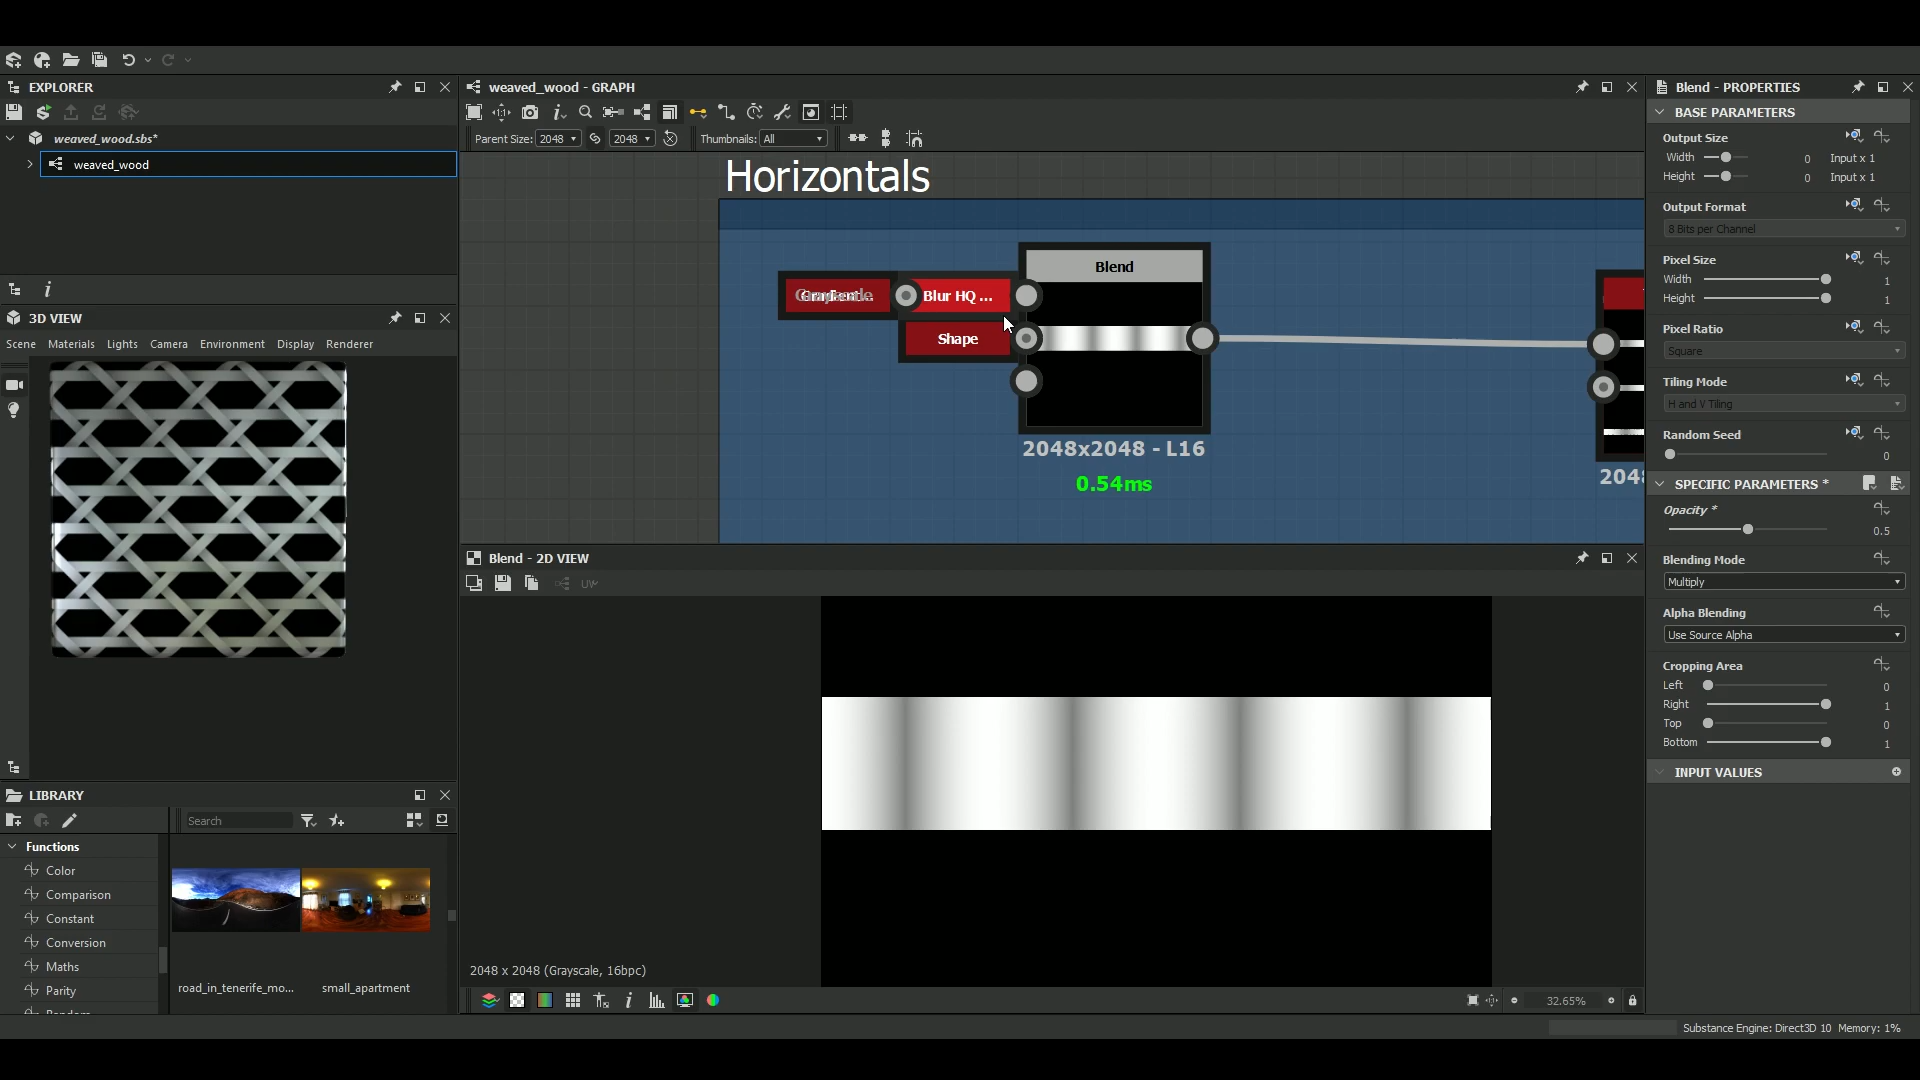 EXPLORER
weaved_wood.sbs*
weaved_wood
3D VIEW
Scene Materials Lights Camera Environment Display Renderer
LIBRARY
Search
Functions
Color
Comparison
Constant
Conversion
Maths
Parity
road_in_tenerife_mo...
small_apartment
weaved_wood - GRAPH
Parent Size: 2048 2048 Thumbnails: All
Horizontals
Blend
Blur HQ ...
Shape
2048x2048 - L16
0.54ms
Blend - 2D VIEW
UV
2048 x 2048 (Grayscale, 16bpc)
32.65%
Blend - PROPERTIES
BASE PARAMETERS
Output Size
Width 0 Input x 1
Height 0 Input x 1
Output Format
8 Bits per Channel
Pixel Size
Width 1
Height 1
Pixel Ratio
Square
Tiling Mode
H and V Tiling
Random Seed
0
SPECIFIC PARAMETERS *
Opacity *
0.5
Blending Mode
Multiply
Alpha Blending
Use Source Alpha
Cropping Area
Left 0
Right 1
Top 0
Bottom 1
INPUT VALUES
Substance Engine: Direct3D 10 Memory: 1%